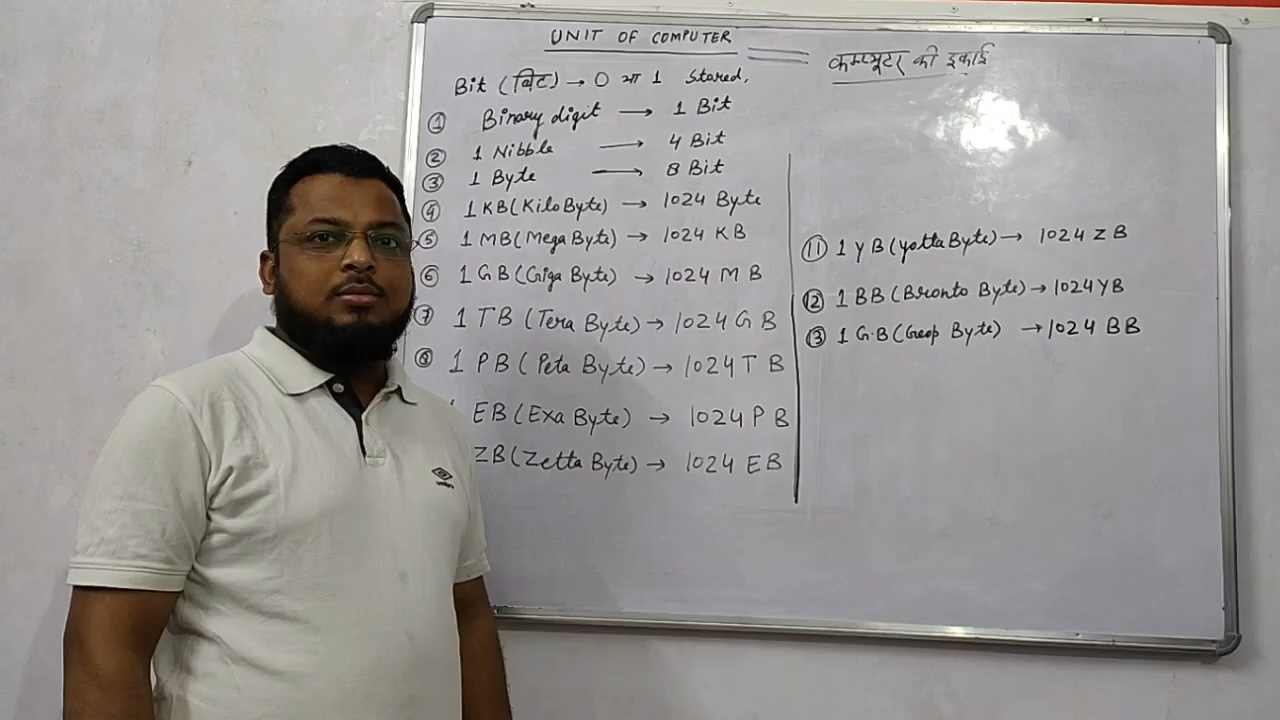 UNIT OF COMPUTER
कम्प्यूटर की इकाई
Bit (बिट) → 0 या 1 Stored,
① Binary digit → 1 Bit
② 1 Nibble → 4 Bit
③ 1 Byte → 8 Bit
④ 1 KB (KiloByte) → 1024 Byte
⑤ 1 MB (Mega Byte) → 1024 KB
⑥ 1 GB (Giga Byte) → 1024 MB
⑦ 1 TB (Tera Byte) → 1024 GB
⑧ 1 PB (Peta Byte) → 1024 TB
EB (Exa Byte) → 1024 PB
ZB (Zetta Byte) → 1024 EB
⑪ 1 YB (yotta Byte) → 1024 ZB
⑫ 1 BB (Bronto Byte) → 1024 YB
⑬ 1 G.B (Geop Byte) → 1024 BB
umbro